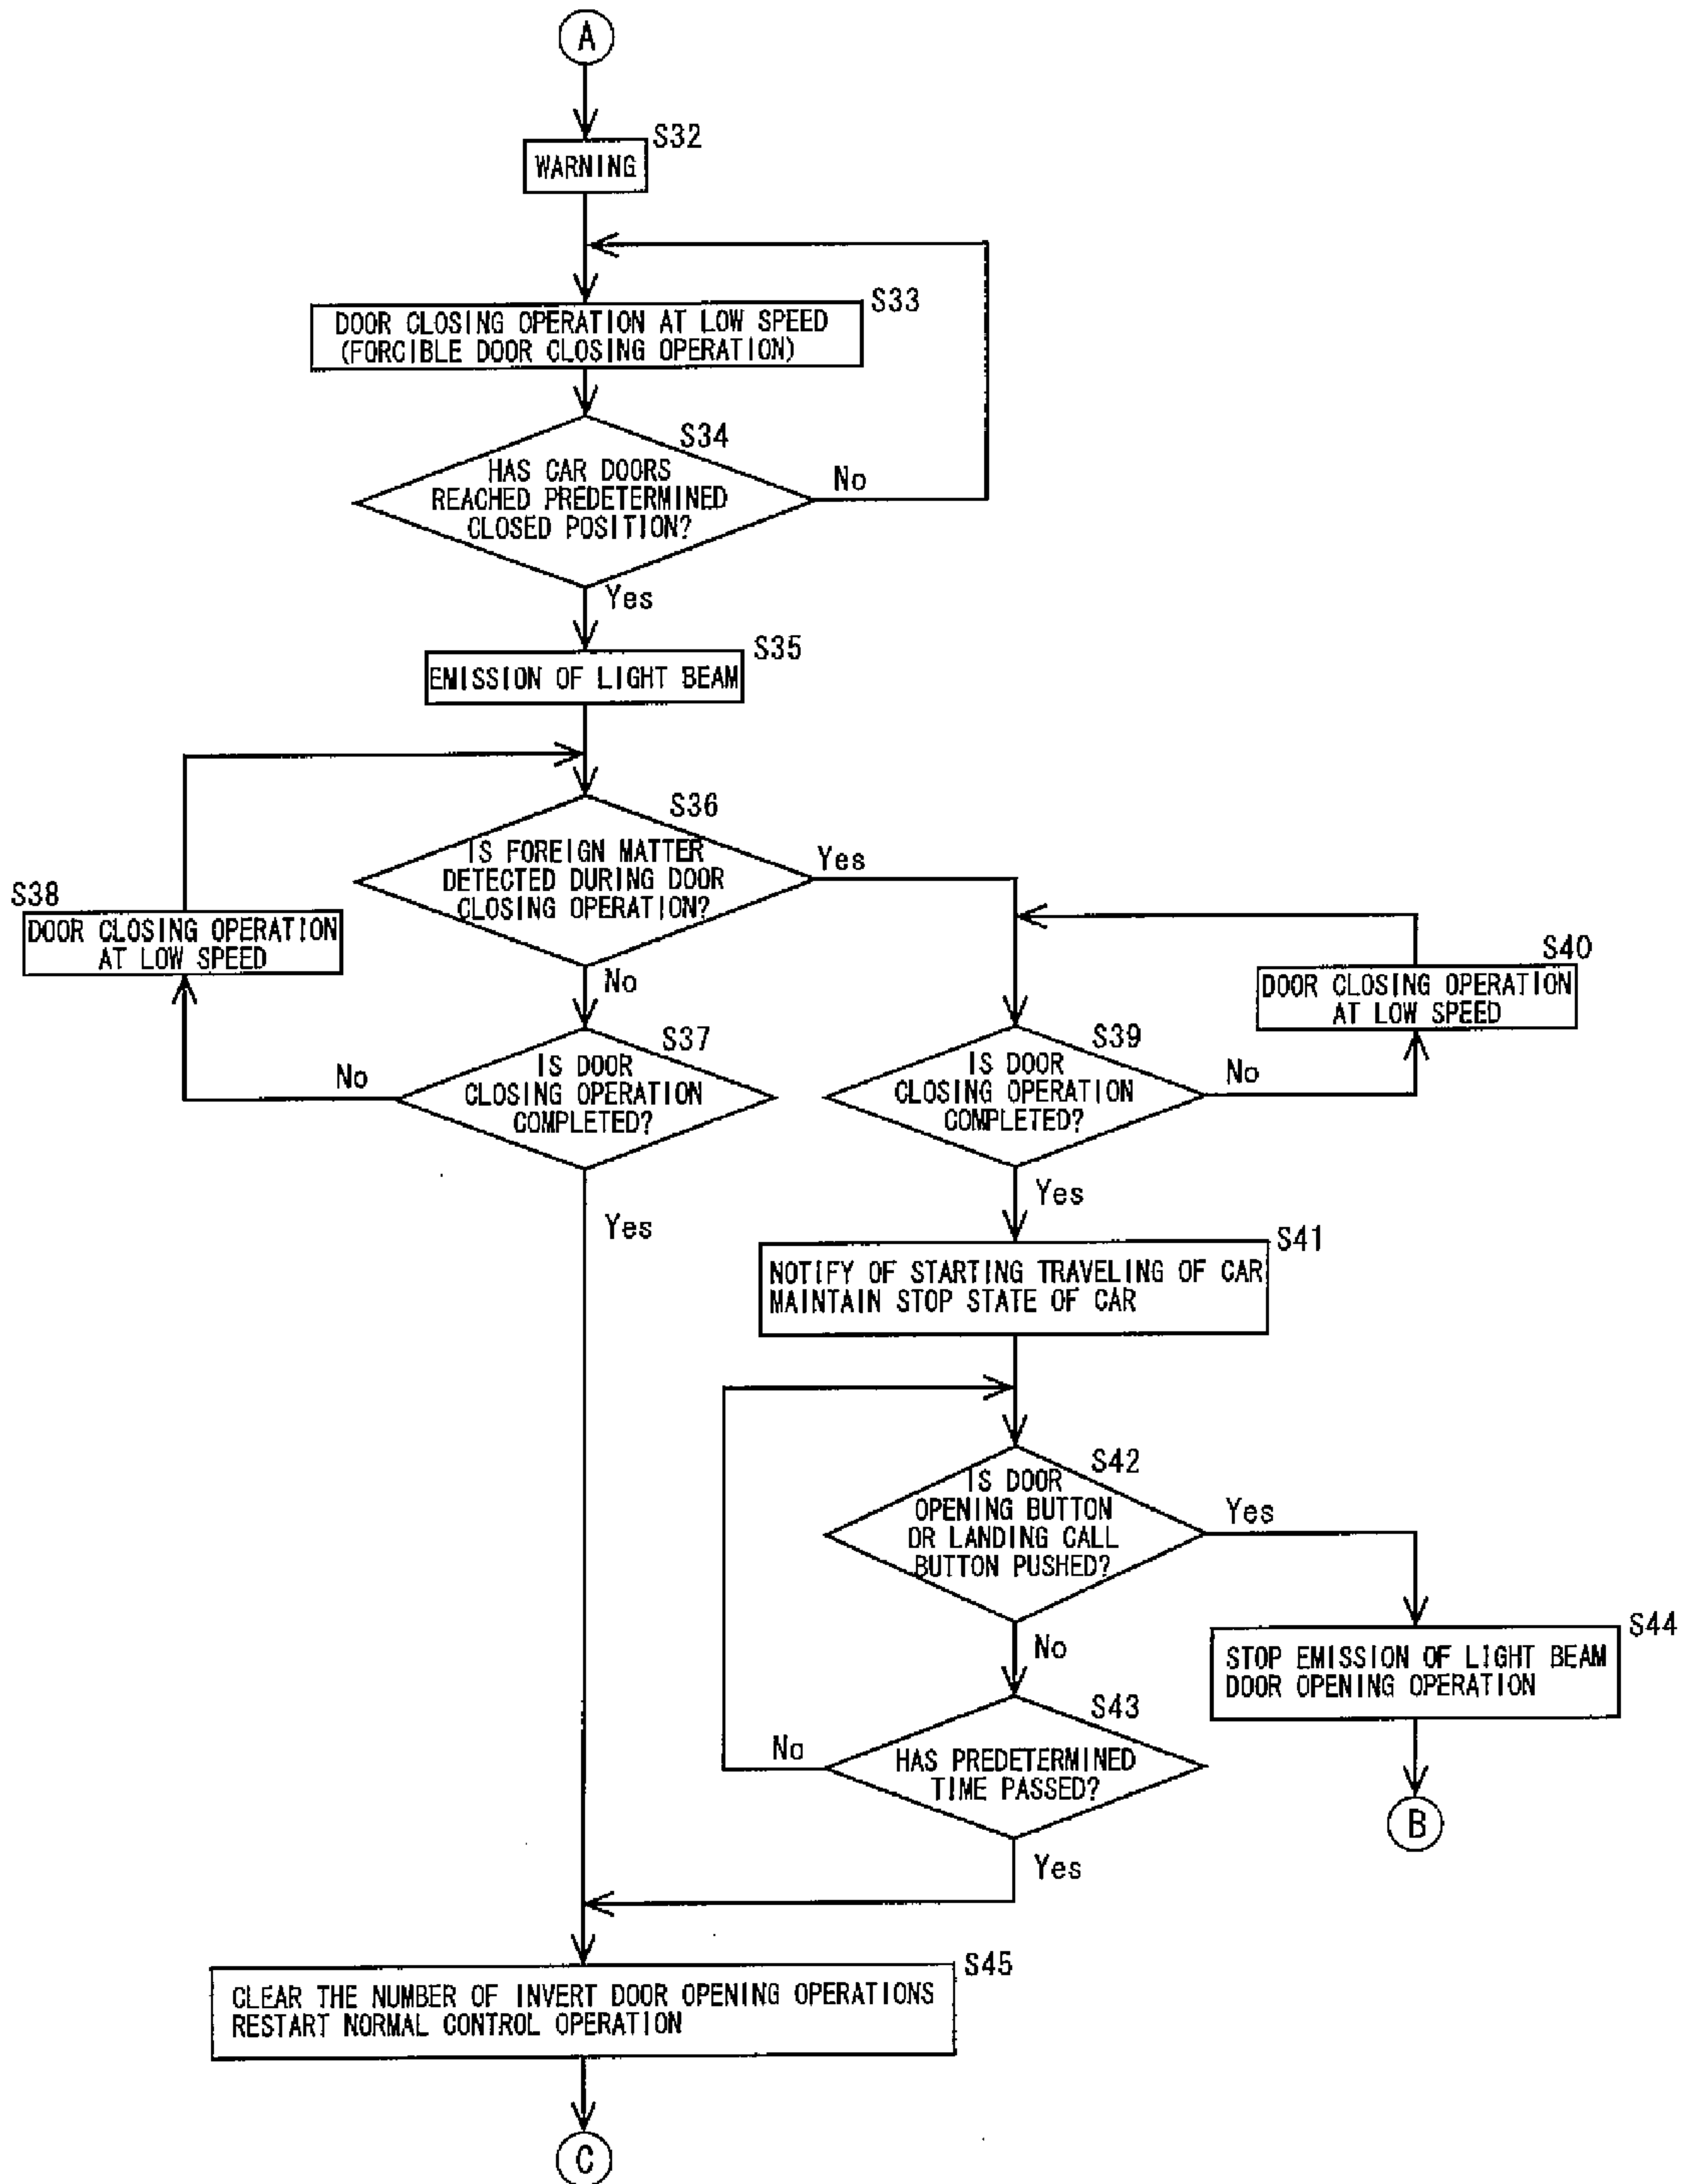 A
S32
WARNING
S33
DOOR CLOSING OPERATION AT LOW SPEED
(FORCIBLE DOOR CLOSING OPERATION)
S34
HAS CAR DOORS
REACHED PREDETERMINED
CLOSED POSITION?
No
Yes
S35
EMISSION OF LIGHT BEAM
S36
IS FOREIGN MATTER
DETECTED DURING DOOR
CLOSING OPERATION?
Yes
No
S38
DOOR CLOSING OPERATION
AT LOW SPEED
S37
IS DOOR
CLOSING OPERATION
COMPLETED?
No
Yes
S39
IS DOOR
CLOSING OPERATION
COMPLETED?
No
Yes
S40
DOOR CLOSING OPERATION
AT LOW SPEED
S41
NOTIFY OF STARTING TRAVELING OF CAR
MAINTAIN STOP STATE OF CAR
S42
IS DOOR
OPENING BUTTON
OR LANDING CALL
BUTTON PUSHED?
Yes
No
S44
STOP EMISSION OF LIGHT BEAM
DOOR OPENING OPERATION
B
S43
HAS PREDETERMINED
TIME PASSED?
No
Yes
S45
CLEAR THE NUMBER OF INVERT DOOR OPENING OPERATIONS
RESTART NORMAL CONTROL OPERATION
C